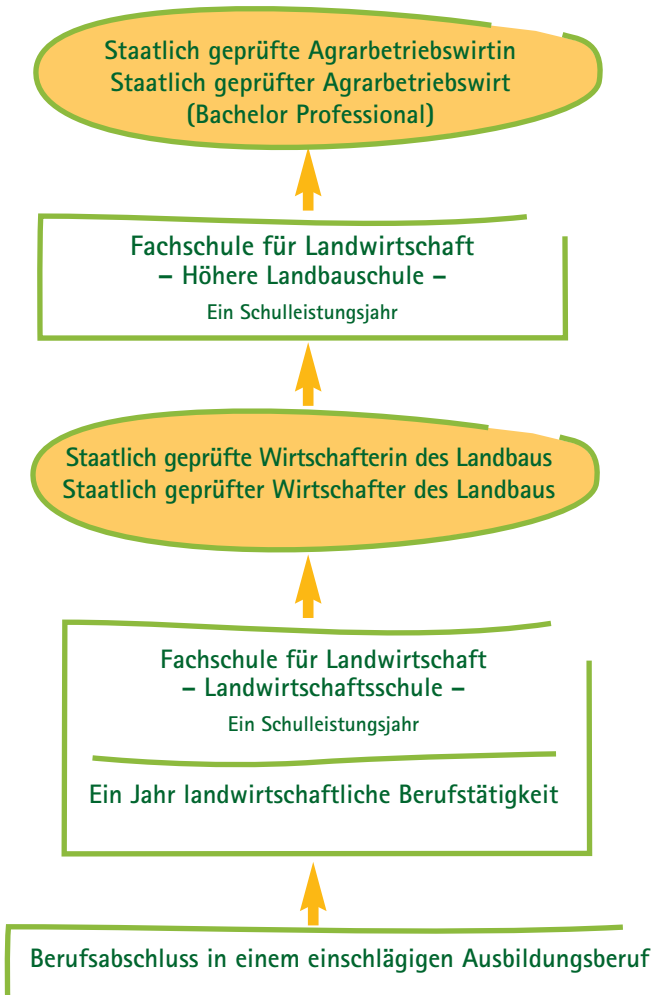 Staatlich geprüfte Agrarbetriebswirtin
Staatlich geprüfter Agrarbetriebswirt
(Bachelor Professional)
Fachschule für Landwirtschaft
– Höhere Landbauschule –
Ein Schulleistungsjahr
Staatlich geprüfte Wirtschafterin des Landbaus
Staatlich geprüfter Wirtschafter des Landbaus
Fachschule für Landwirtschaft
– Landwirtschaftsschule –
Ein Schulleistungsjahr
Ein Jahr landwirtschaftliche Berufstätigkeit
Berufsabschluss in einem einschlägigen Ausbildungsberuf